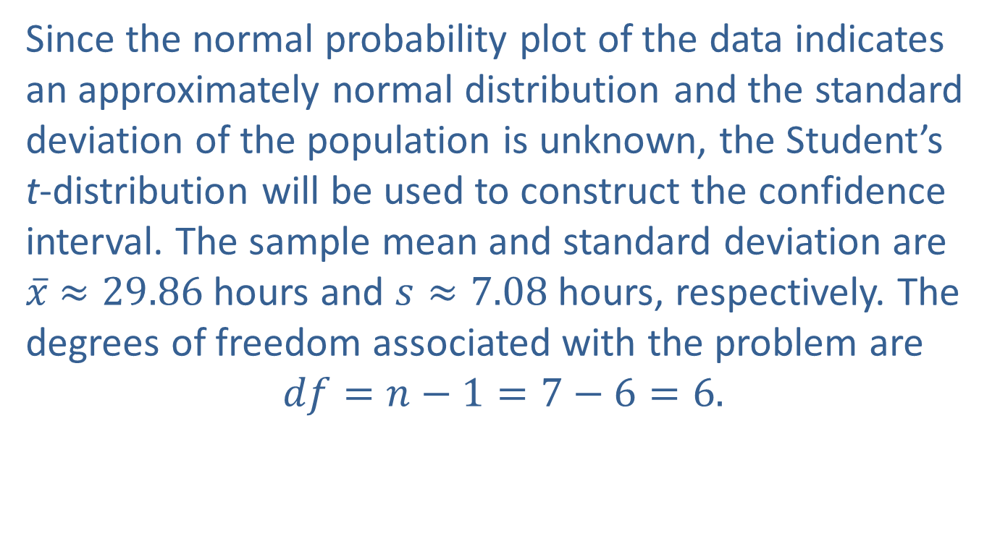 Since the normal probability plot of the data indicates
an approximately normal distribution and the standard
deviation of the population is unknown, the Student’s
t-distribution will be used to construct the confidence
interval. The sample mean and standard deviation are
x̄ ≈ 29.86 hours and s ≈ 7.08 hours, respectively. The
degrees of freedom associated with the problem are
df = n − 1 = 7 − 6 = 6.